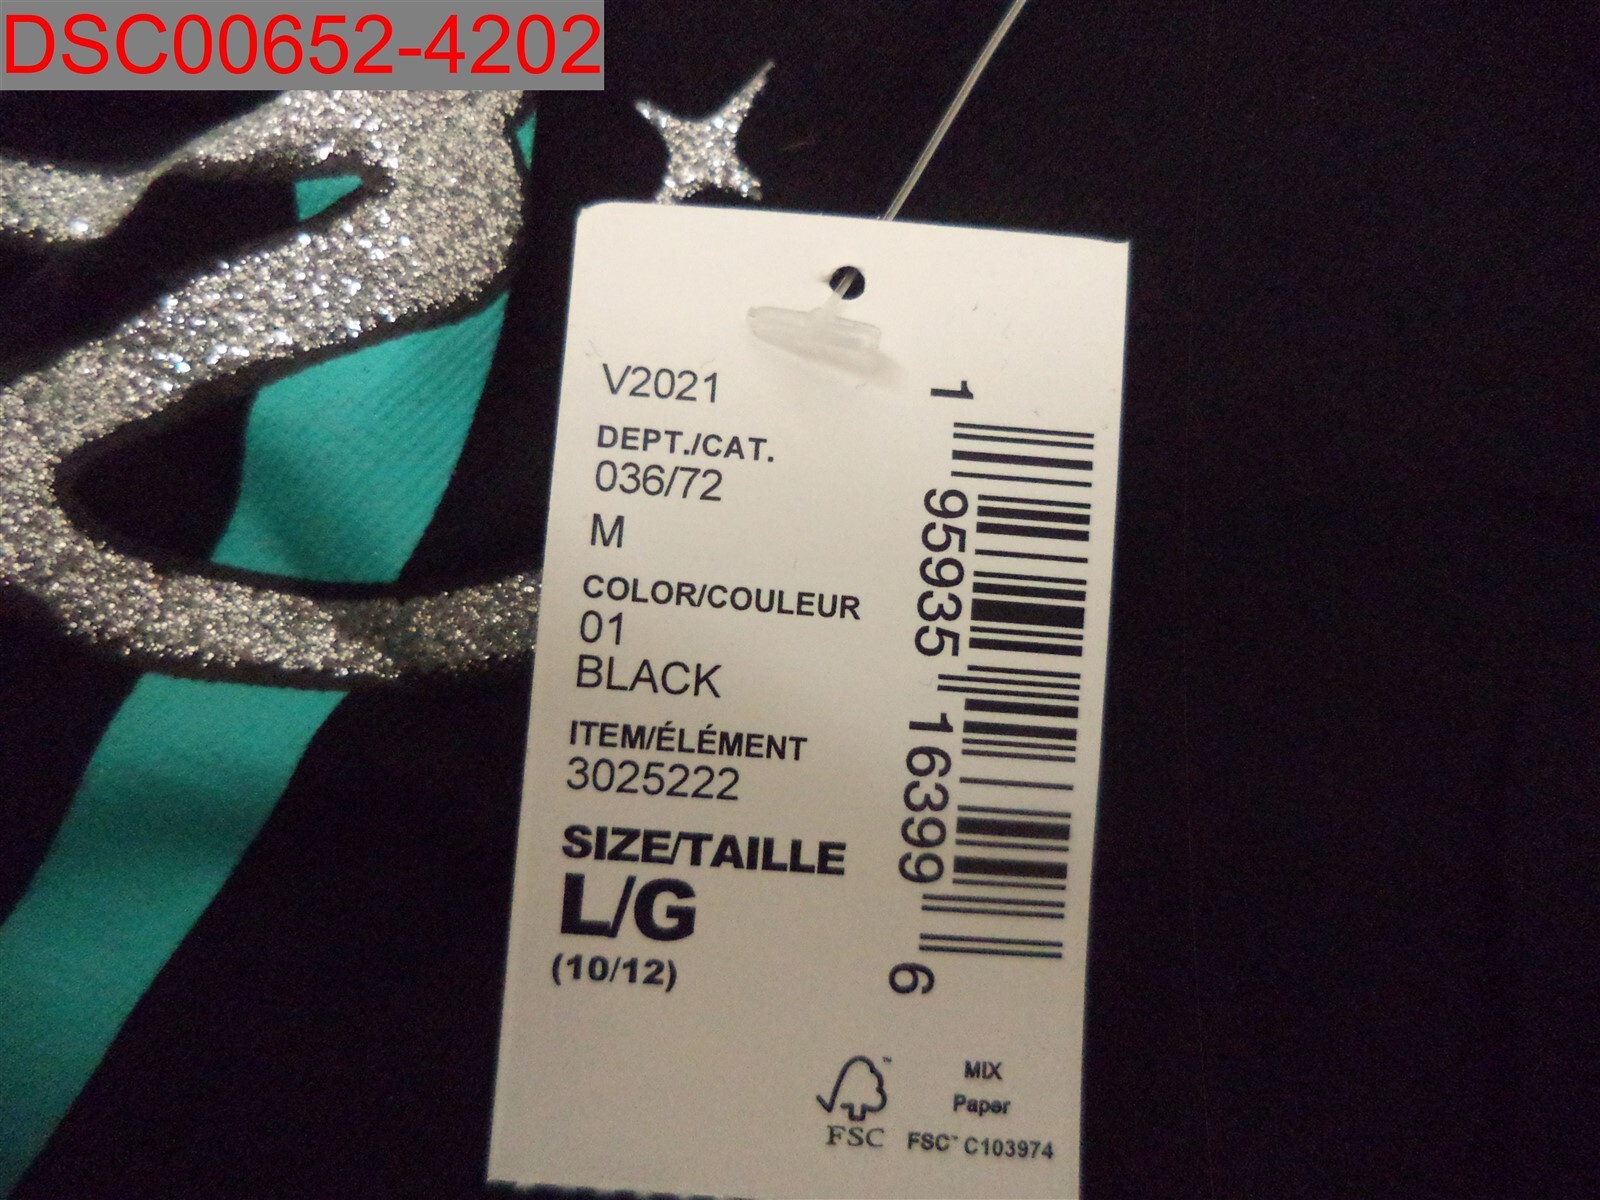 DSC00652-4202
V2021
DEPT./CAT.
036/72
M
COLOR/COULEUR
01
BLACK
ITEM/ÉLÉMENT
3025222
SIZE/TAILLE
L/G
(10/12)
1 95935 16399 6
FSC
MIX
Paper
FSC™ C103974